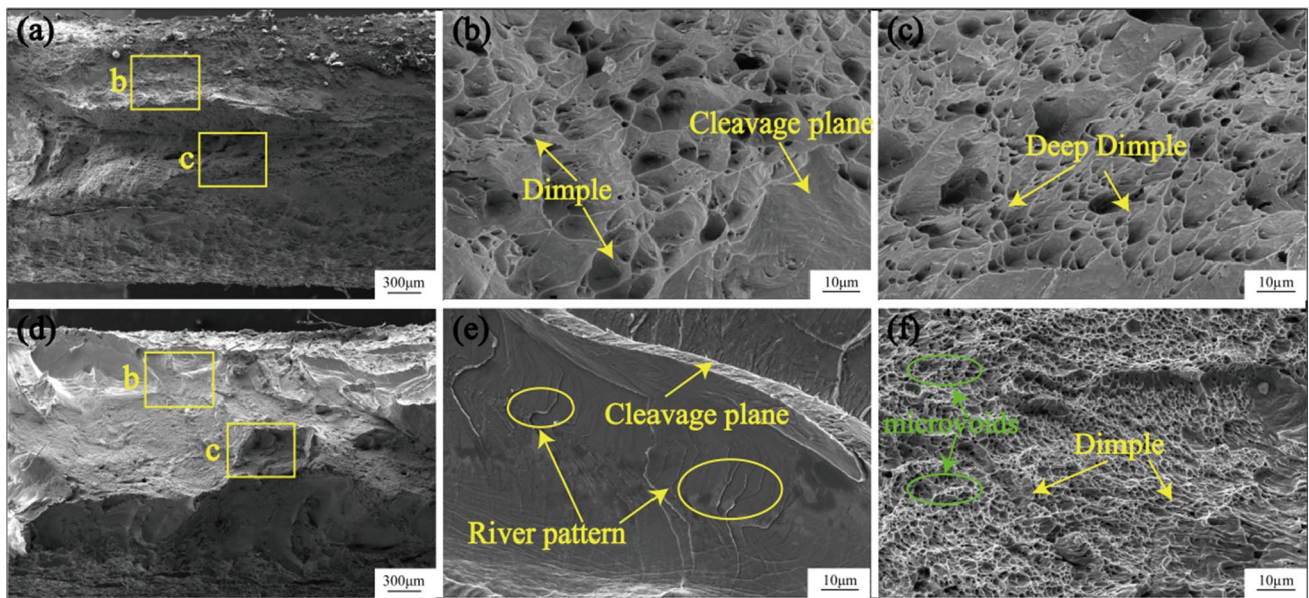 (a)
b
c
300μm
(b)
Cleavage plane
Dimple
10μm
(c)
Deep Dimple
10μm
(d)
b
c
300μm
(e)
Cleavage plane
River pattern
10μm
(f)
microvoids
Dimple
10μm